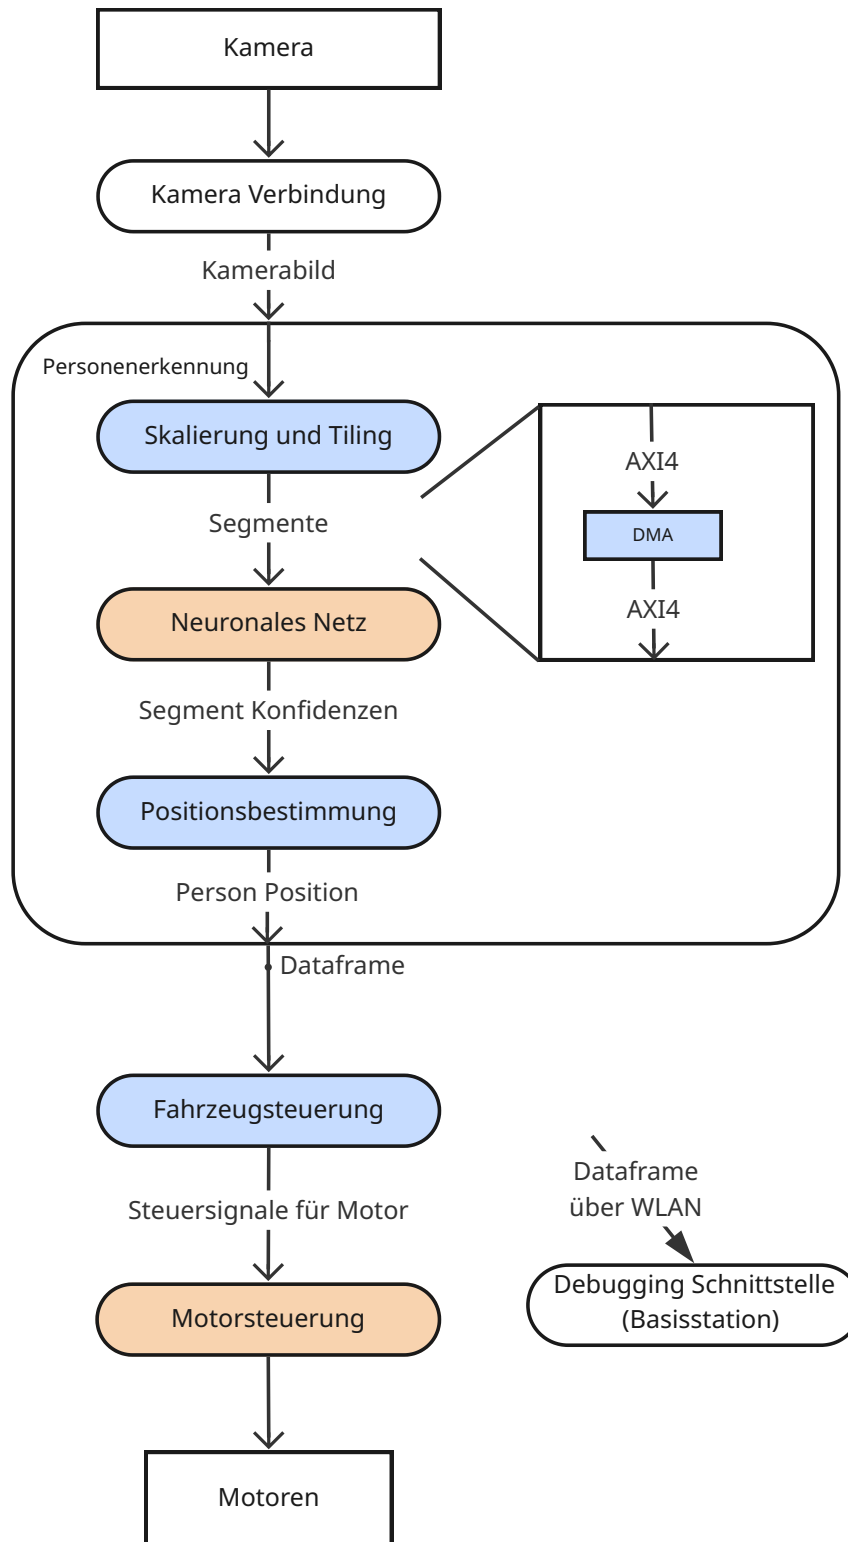 Kamera
Kamera Verbindung
Kamerabild
Personenerkennung
Skalierung und Tiling
AXI4
Segmente
DMA
AXI4
Neuronales Netz
Segment Konfidenzen
Positionsbestimmung
Person Position
Dataframe
Fahrzeugsteuerung
Dataframe
über WLAN
Steuersignale für Motor
Debugging Schnittstelle
(Basisstation)
Motorsteuerung
Motoren